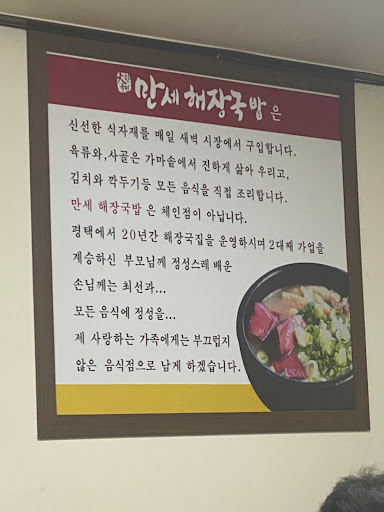 만세 해장국밥 은
신선한 식자재를 매일 새벽 시장에서 구입합니다.
육류와,사골은 가마솥에서 진하게 삶아 우리고,
김치와 깍두기등 모든 음식을 직접 조리합니다.
만세 해장국밥 은 체인점이 아닙니다.
평택에서 20년간 해장국집을 운영하시며 2대째 가업을
계승하신 부모님께 정성스레 배운
손님께는 최선과...
모든 음식에 정성을...
제 사랑하는 가족에게는 부끄럽지
않은 음식점으로 남게 하겠습니다.